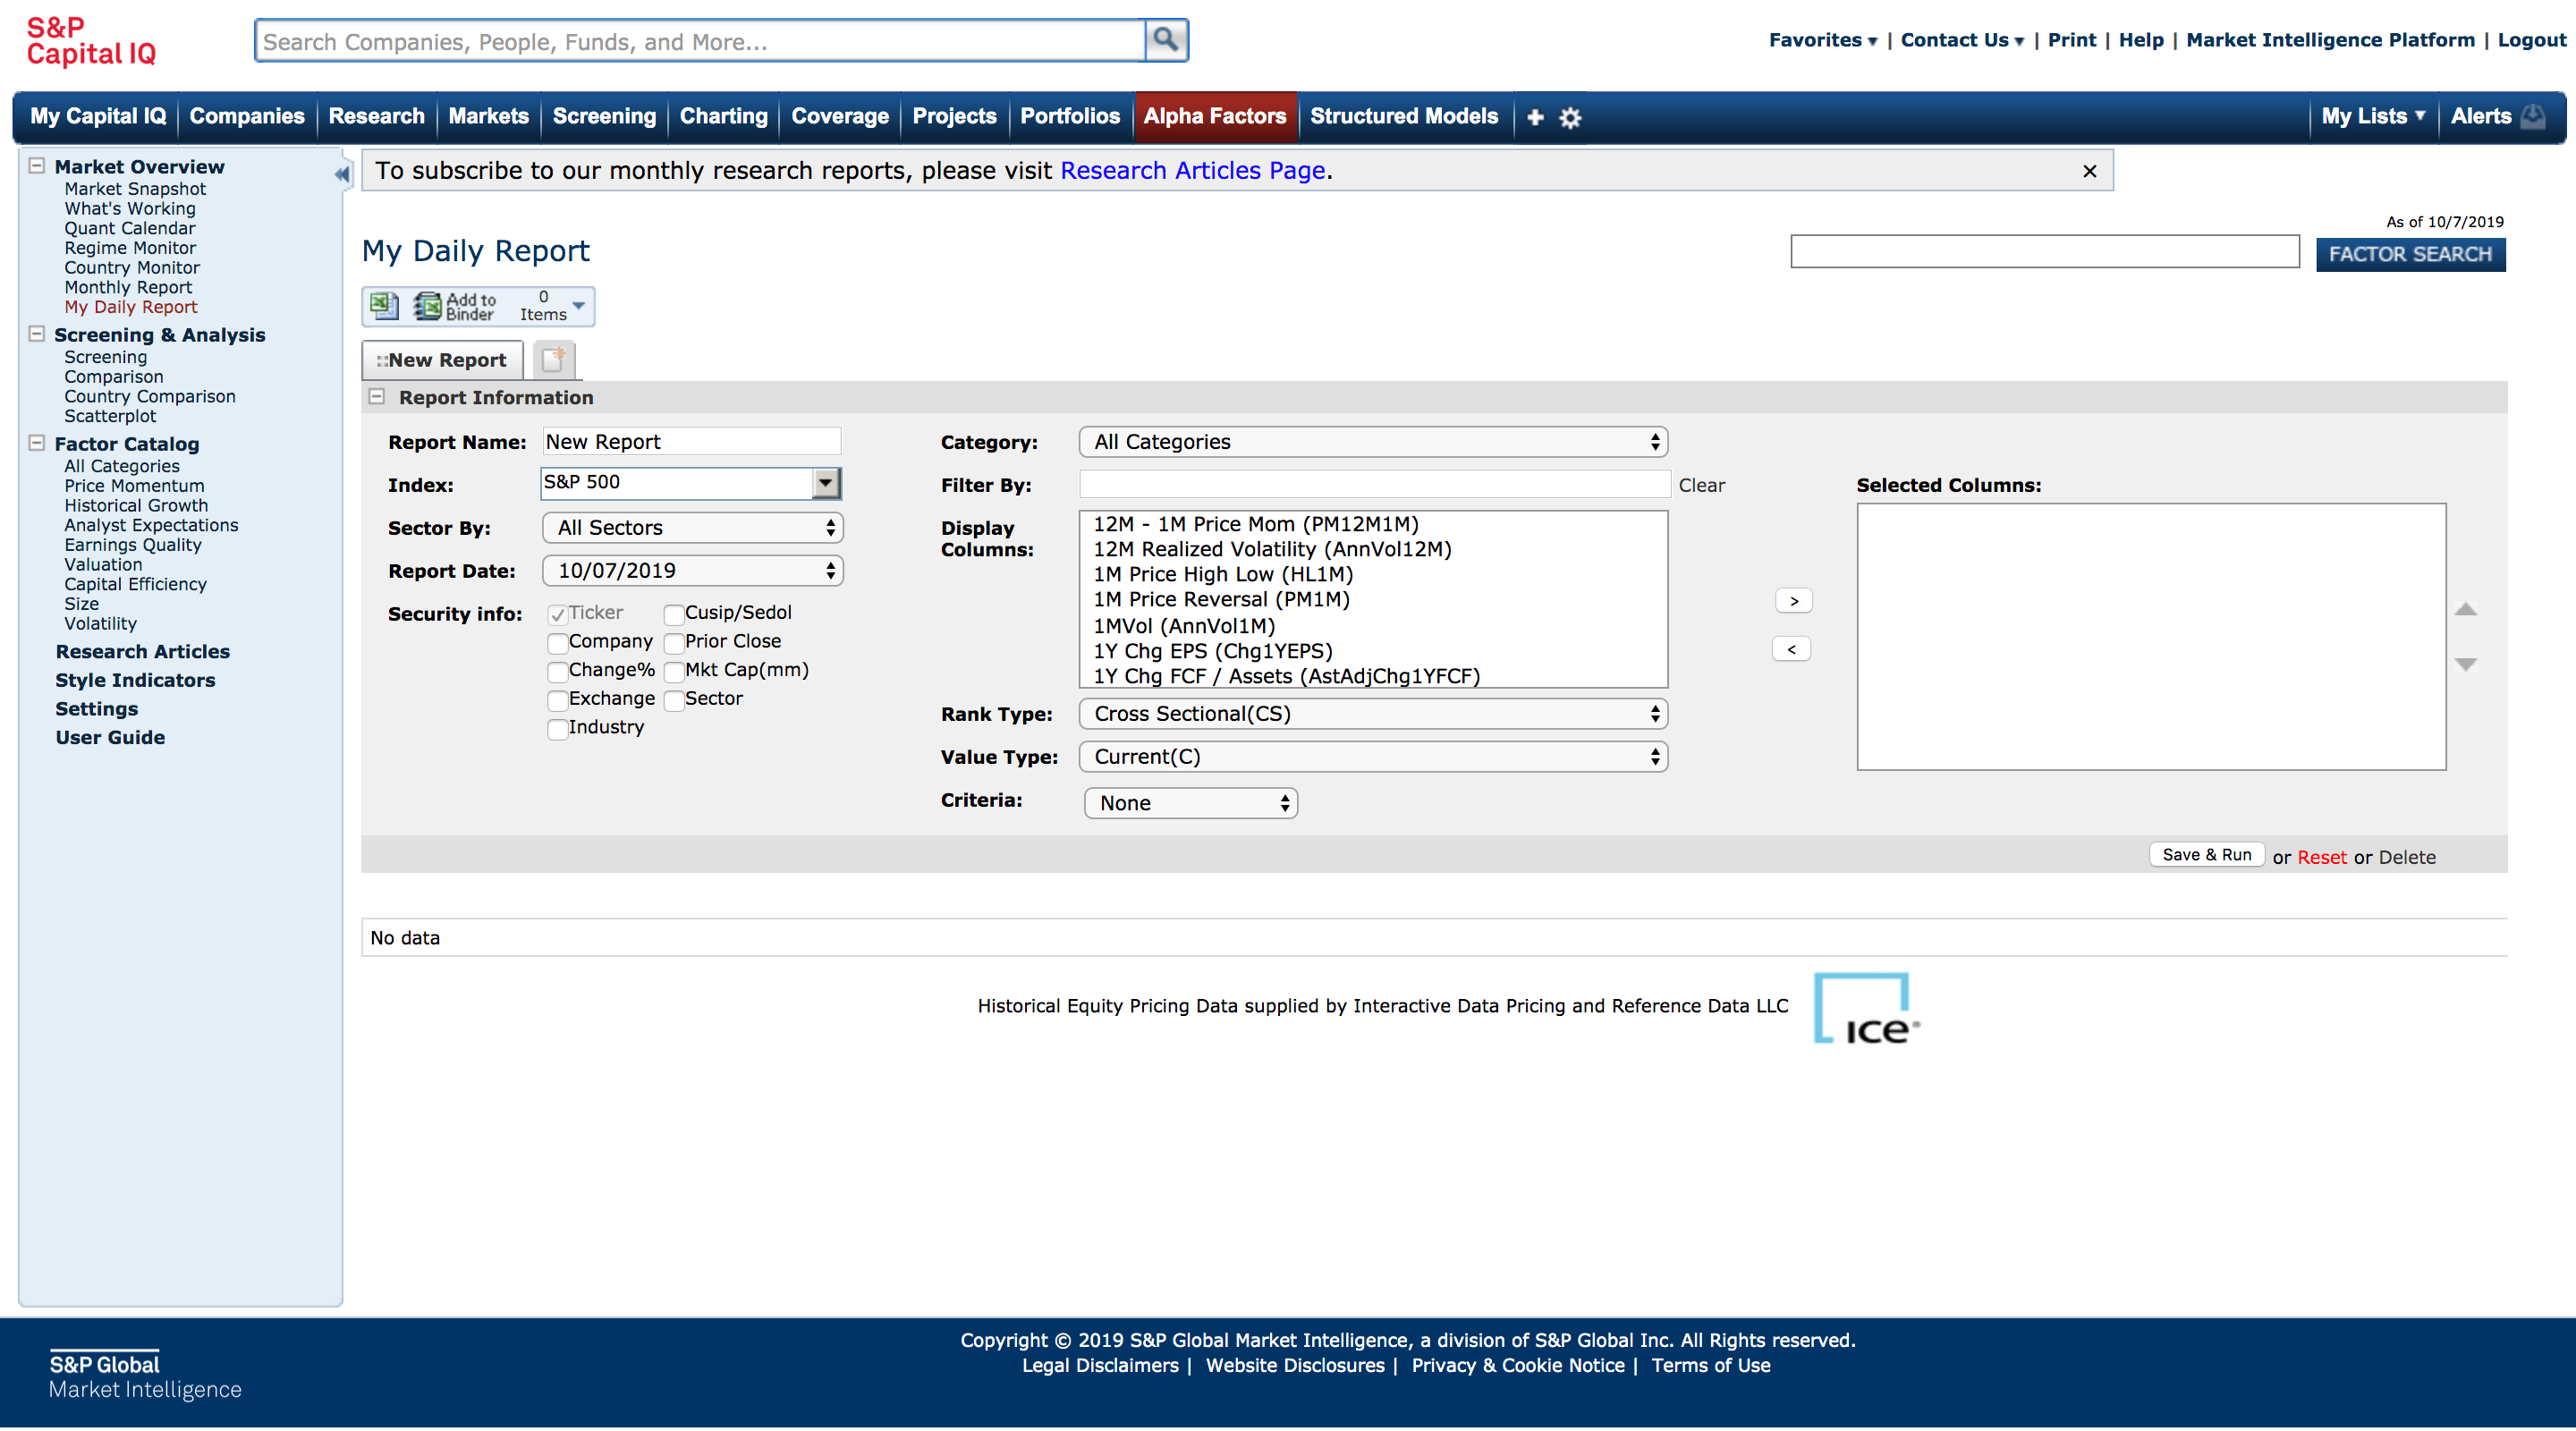 S&P
Capital IQ
Search Companies, People, Funds, and More...
Favorites ▾ | Contact Us ▾ | Print | Help | Market Intelligence Platform | Logout
My Capital IQ Companies Research Markets Screening Charting Coverage Projects Portfolios Alpha Factors Structured Models
My Lists ▾ Alerts
Market Overview
Market Snapshot
What's Working
Quant Calendar
Regime Monitor
Country Monitor
Monthly Report
My Daily Report
Screening & Analysis
Screening
Comparison
Country Comparison
Scatterplot
Factor Catalog
All Categories
Price Momentum
Historical Growth
Analyst Expectations
Earnings Quality
Valuation
Capital Efficiency
Size
Volatility
Research Articles
Style Indicators
Settings
User Guide
To subscribe to our monthly research reports, please visit Research Articles Page.
As of 10/7/2019
My Daily Report
FACTOR SEARCH
Add to
Binder
0
Items
::New Report
Report Information
Report Name: New Report
Index: S&P 500
Sector By: All Sectors
Report Date: 10/07/2019
Security info: Ticker Cusip/Sedol
Company Prior Close
Change% Mkt Cap(mm)
Exchange Sector
Industry
Category: All Categories
Filter By: Clear
Display
Columns:
12M - 1M Price Mom (PM12M1M)
12M Realized Volatility (AnnVol12M)
1M Price High Low (HL1M)
1M Price Reversal (PM1M)
1MVol (AnnVol1M)
1Y Chg EPS (Chg1YEPS)
1Y Chg FCF / Assets (AstAdjChg1YFCF)
Rank Type: Cross Sectional(CS)
Value Type: Current(C)
Criteria: None
>
<
Selected Columns:
Save & Run or Reset or Delete
No data
Historical Equity Pricing Data supplied by Interactive Data Pricing and Reference Data LLC
ice
S&P Global
Market Intelligence
Copyright © 2019 S&P Global Market Intelligence, a division of S&P Global Inc. All Rights reserved.
Legal Disclaimers | Website Disclosures | Privacy & Cookie Notice | Terms of Use